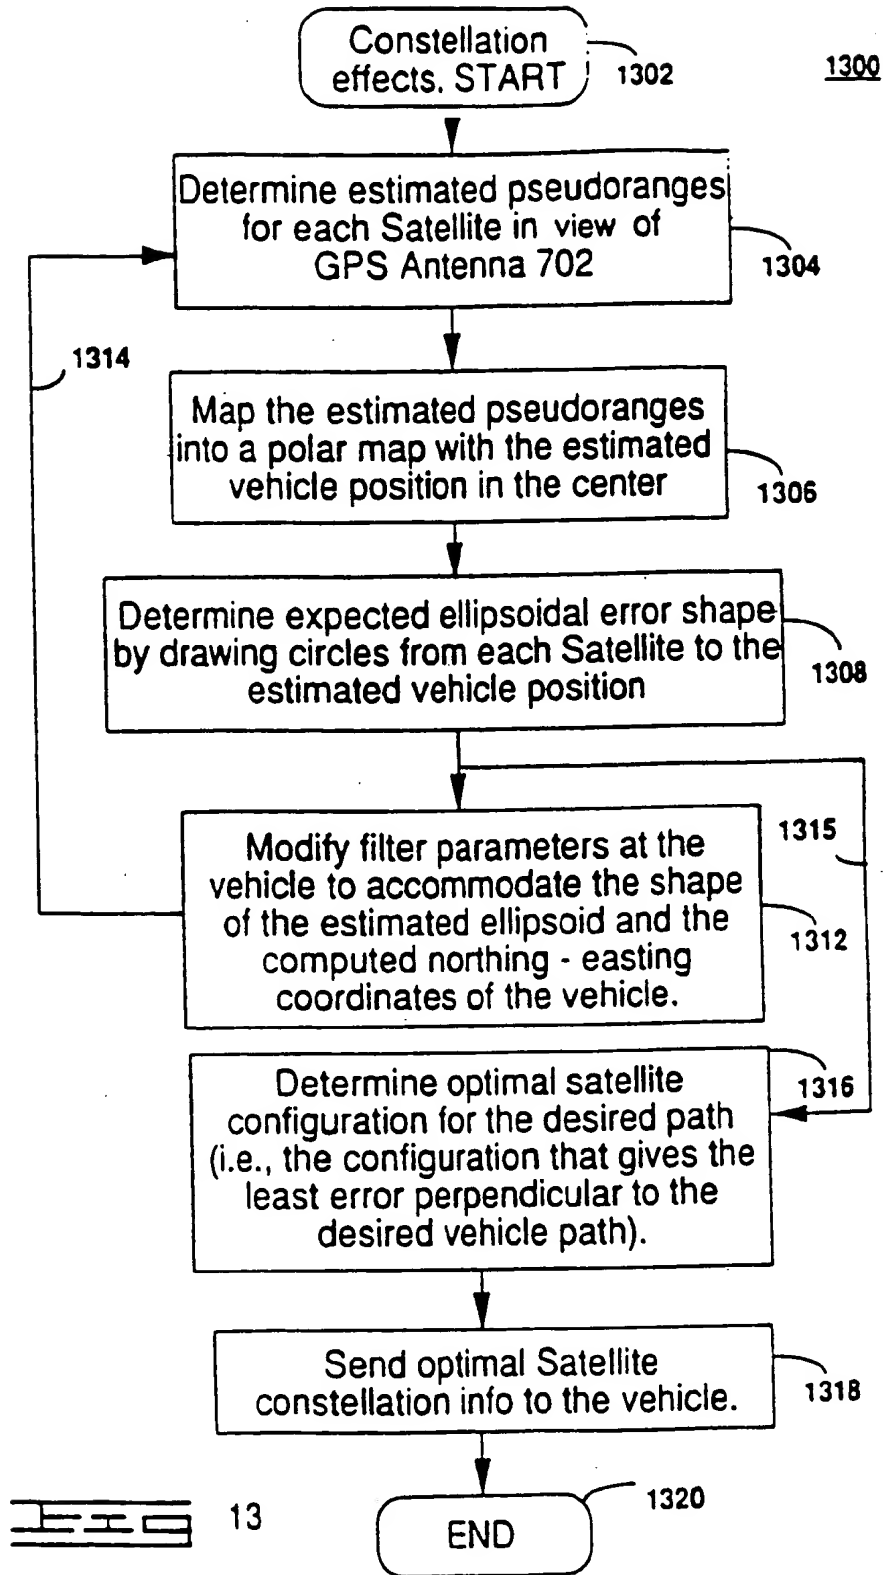 Constellation
effects. START
1302
1300
Determine estimated pseudoranges
for each Satellite in view of
GPS Antenna 702
1304
1314
Map the estimated pseudoranges
into a polar map with the estimated
vehicle position in the center
1306
Determine expected ellipsoidal error shape
by drawing circles from each Satellite to the
estimated vehicle position
1308
1315
Modify filter parameters at the
vehicle to accommodate the shape
of the estimated ellipsoid and the
computed northing - easting
coordinates of the vehicle.
1312
Determine optimal satellite
configuration for the desired path
(i.e., the configuration that gives the
least error perpendicular to the
desired vehicle path).
1316
Send optimal Satellite
constellation info to the vehicle.
1318
END
1320
FIG 13